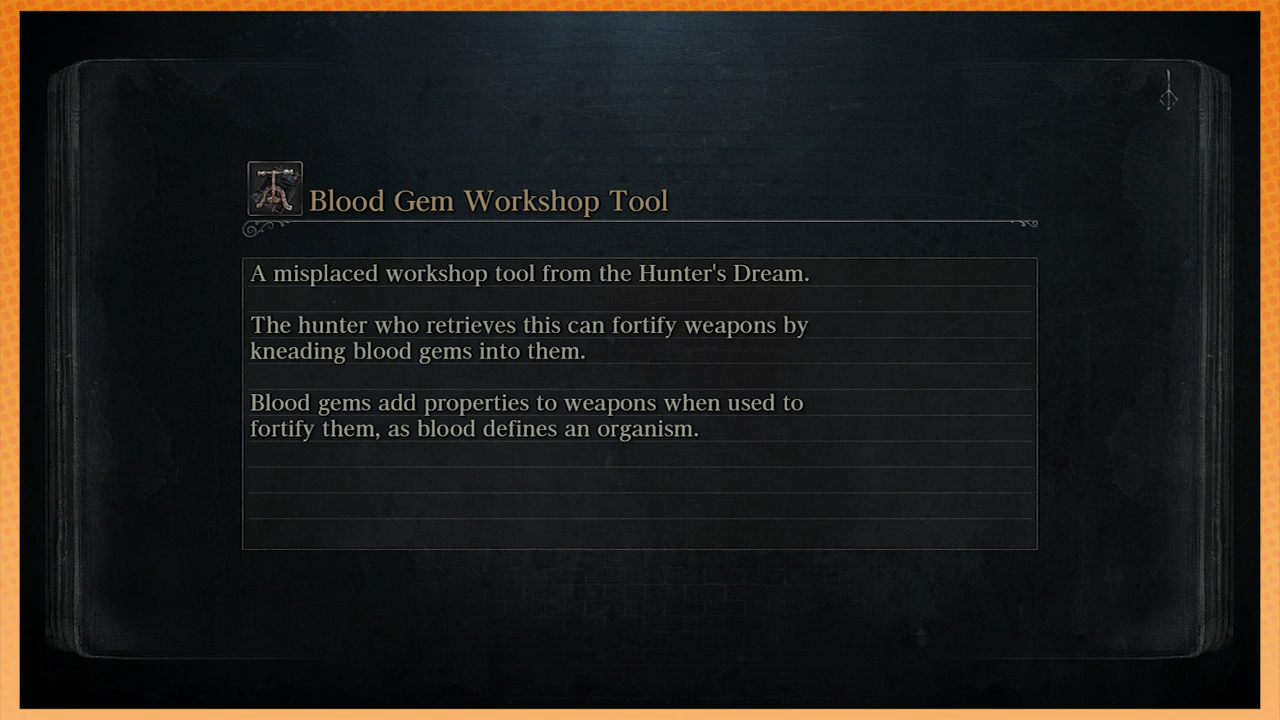 Blood Gem Workshop Tool
A misplaced workshop tool from the Hunter's Dream.
The hunter who retrieves this can fortify weapons by
kneading blood gems into them.
Blood gems add properties to weapons when used to
fortify them, as blood defines an organism.